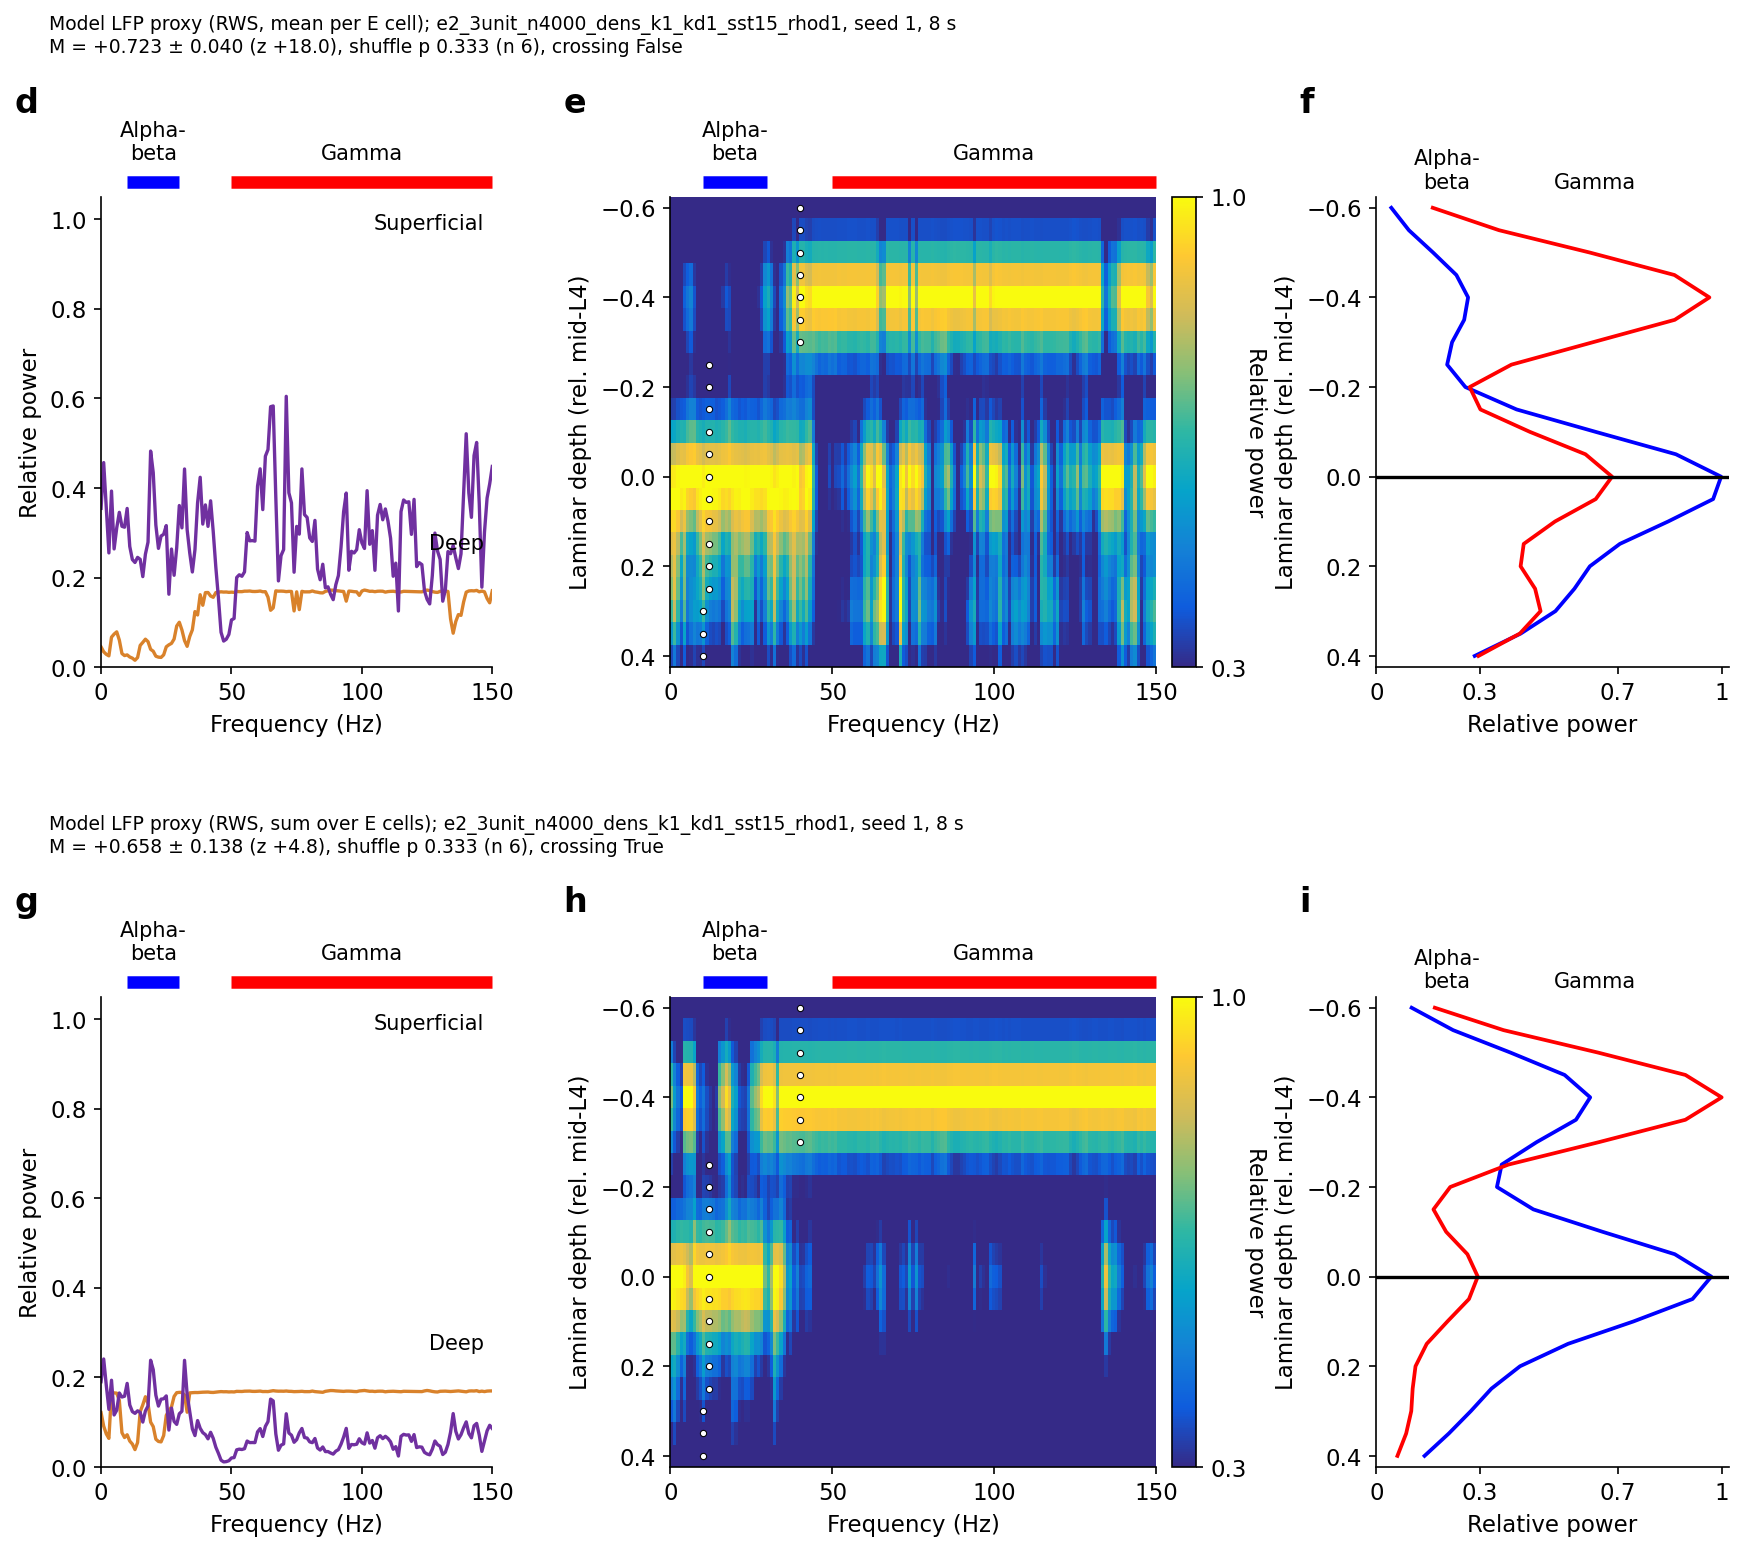 Model LFP proxy (RWS, mean per E cell); e2_3unit_n4000_dens_k1_kd1_sst15_rhod1, seed 1, 8 s
M = +0.723 ± 0.040 (z +18.0), shuffle p 0.333 (n 6), crossing False
d
Alpha-
beta
Gamma
Superficial
Deep
Relative power
1.0
0.8
0.6
0.4
0.2
0.0
0
50
100
150
Frequency (Hz)
e
Alpha-
beta
Gamma
Laminar depth (rel. mid-L4)
−0.6
−0.4
−0.2
0.0
0.2
0.4
0
50
100
150
Frequency (Hz)
1.0
0.3
Relative power
f
Alpha-
beta
Gamma
Laminar depth (rel. mid-L4)
−0.6
−0.4
−0.2
0.0
0.2
0.4
0
0.3
0.7
1
Relative power
Model LFP proxy (RWS, sum over E cells); e2_3unit_n4000_dens_k1_kd1_sst15_rhod1, seed 1, 8 s
M = +0.658 ± 0.138 (z +4.8), shuffle p 0.333 (n 6), crossing True
g
Alpha-
beta
Gamma
Superficial
Deep
Relative power
1.0
0.8
0.6
0.4
0.2
0.0
0
50
100
150
Frequency (Hz)
h
Alpha-
beta
Gamma
Laminar depth (rel. mid-L4)
−0.6
−0.4
−0.2
0.0
0.2
0.4
0
50
100
150
Frequency (Hz)
1.0
0.3
Relative power
i
Alpha-
beta
Gamma
Laminar depth (rel. mid-L4)
−0.6
−0.4
−0.2
0.0
0.2
0.4
0
0.3
0.7
1
Relative power